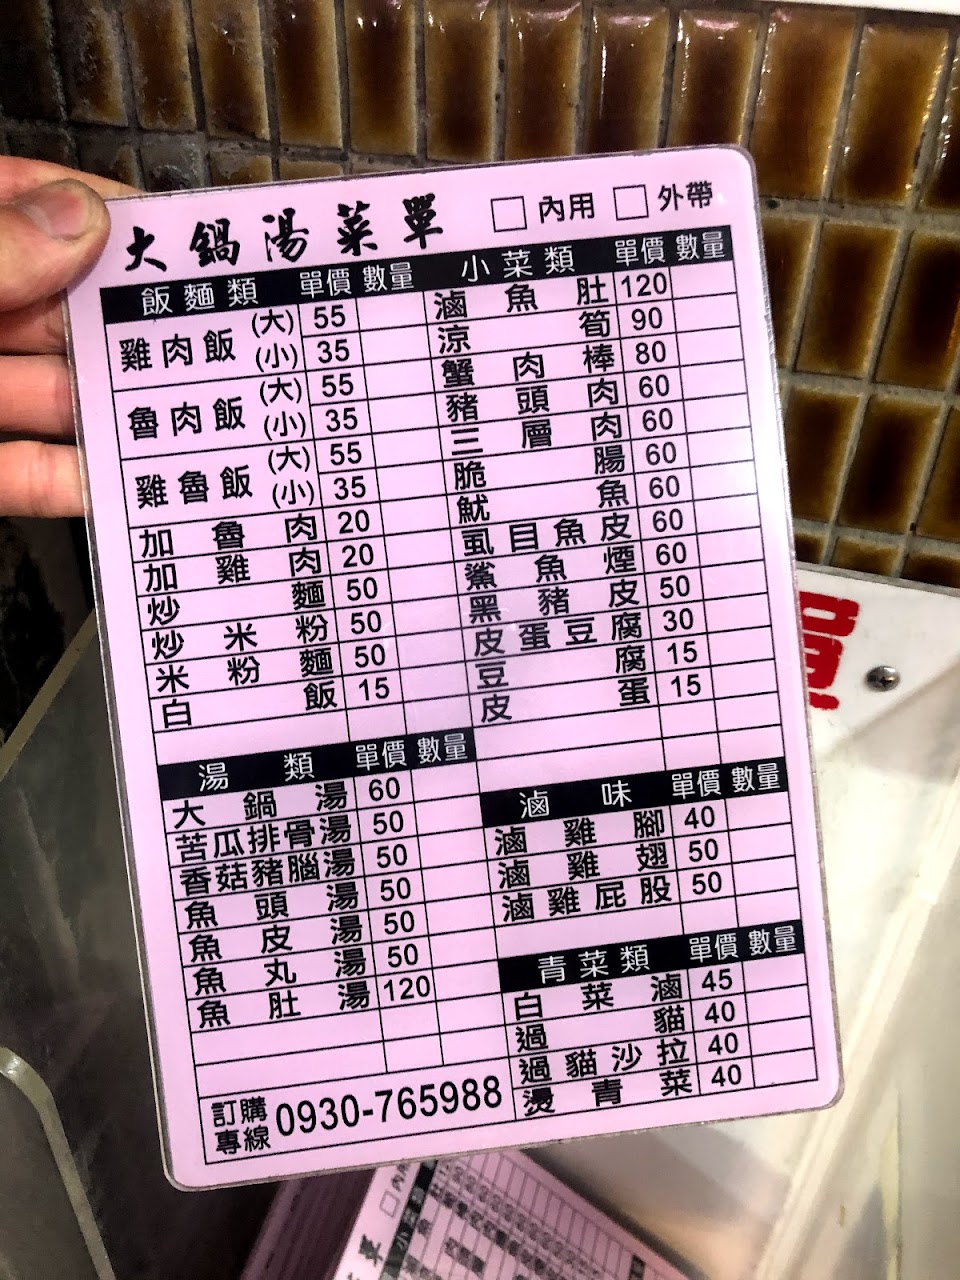 大鍋湯菜單 □內用 □外帶
飯麵類 單價 數量
雞肉飯 (大) 55
(小) 35
魯肉飯 (大) 55
(小) 35
雞魯飯 (大) 55
(小) 35
加魯肉 20
加雞肉 20
炒麵 50
炒米粉 50
米粉麵 50
白飯 15
湯類 單價 數量
大鍋湯 60
苦瓜排骨湯 50
香菇豬腦湯 50
魚頭湯 50
魚皮湯 50
魚丸湯 50
魚肚湯 120
小菜類 單價 數量
滷魚肚 120
涼筍 90
蟹肉棒 80
豬頭肉 60
三層肉 60
脆腸 60
魷魚 60
虱目魚皮 60
鯊魚煙 60
黑豬皮 50
皮蛋豆腐 30
豆腐 15
皮蛋 15
滷味 單價 數量
滷雞腳 40
滷雞翅 50
滷雞屁股 50
青菜類 單價 數量
白菜滷 45
過貓 40
過貓沙拉 40
燙青菜 40
訂購專線 0930-765988